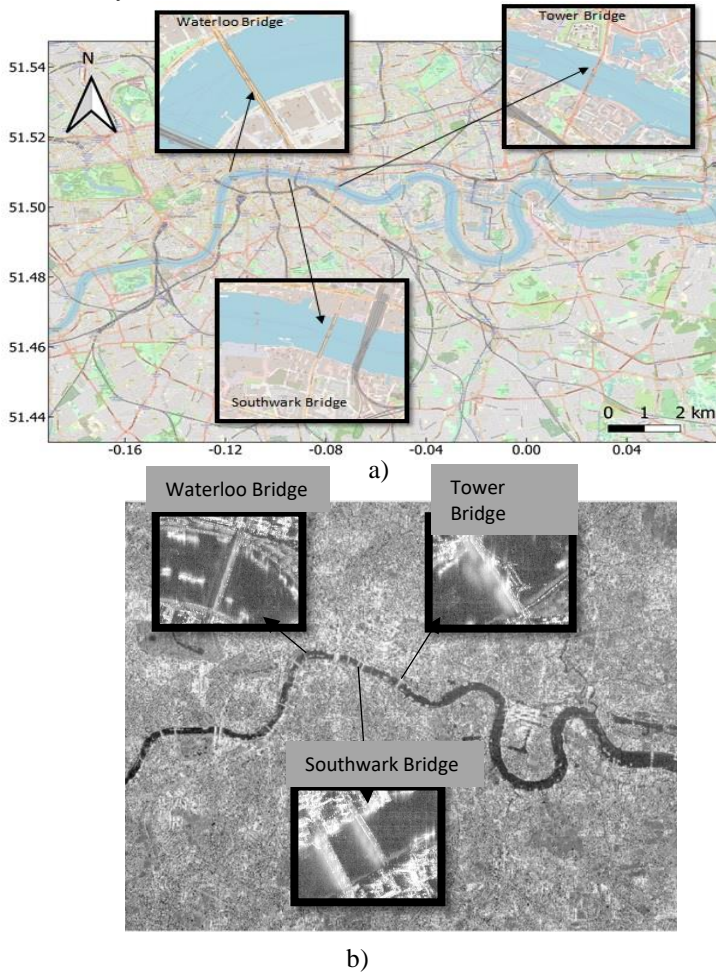 Waterloo Bridge
Tower Bridge
51.54
N
51.52
51.50
51.48
51.46
Southwark Bridge
51.44
0 1 2 km
-0.16 -0.12 -0.08 -0.04 0.00 0.04
a)
Waterloo Bridge
Tower
Bridge
Southwark Bridge
b)